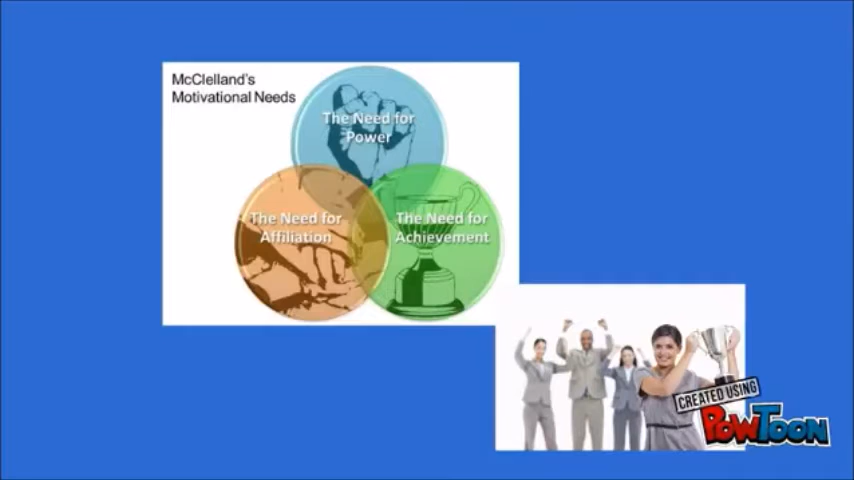 McClelland's
Motivational Needs
The Need for
Power
The Need for
Affiliation
The Need for
Achievement
CREATED USING
POWTOON